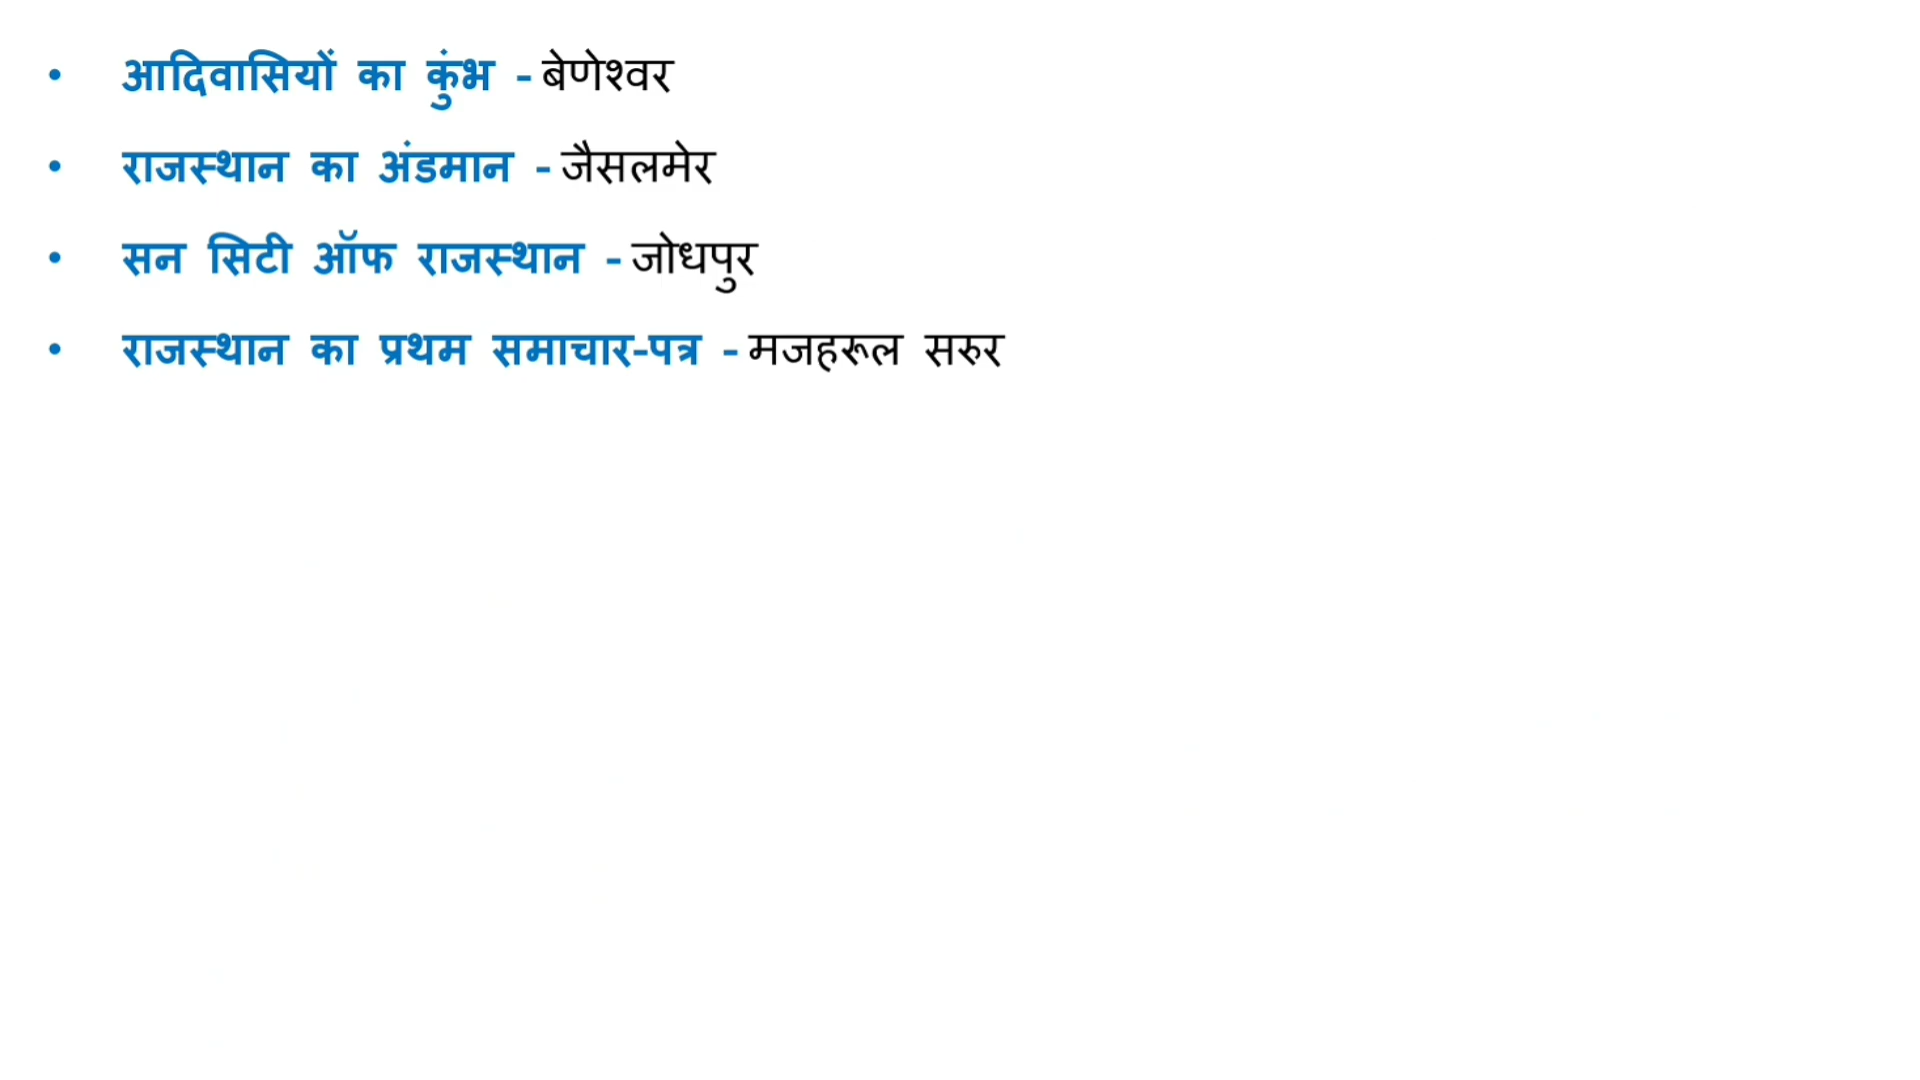 • आदिवासियों का कुंभ - बेणेश्वर
• राजस्थान का अंडमान - जैसलमेर
• सन सिटी ऑफ राजस्थान - जोधपुर
• राजस्थान का प्रथम समाचार-पत्र - मजहरूल सरुर